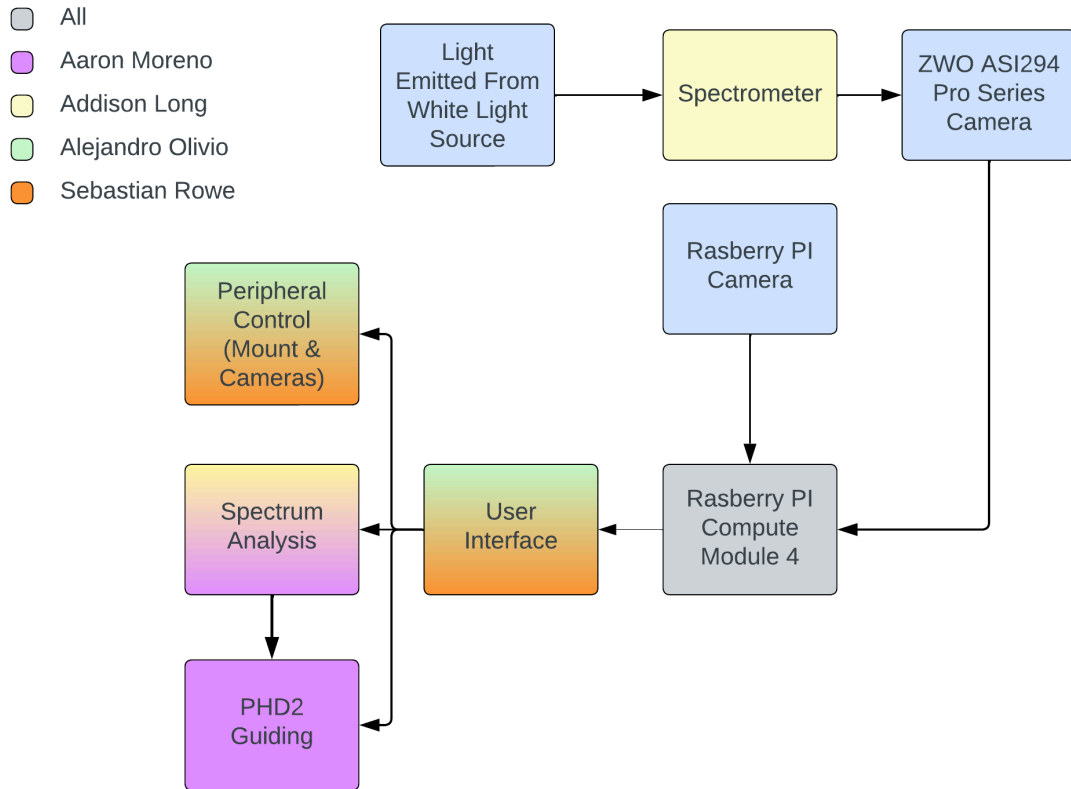 All
Aaron Moreno
Addison Long
Alejandro Olivio
Sebastian Rowe
Light
Emitted From
White Light
Source
Spectrometer
ZWO ASI294
Pro Series
Camera
Rasberry PI
Camera
Peripheral
Control
(Mount &
Cameras)
Spectrum
Analysis
User
Interface
Rasberry PI
Compute
Module 4
PHD2
Guiding